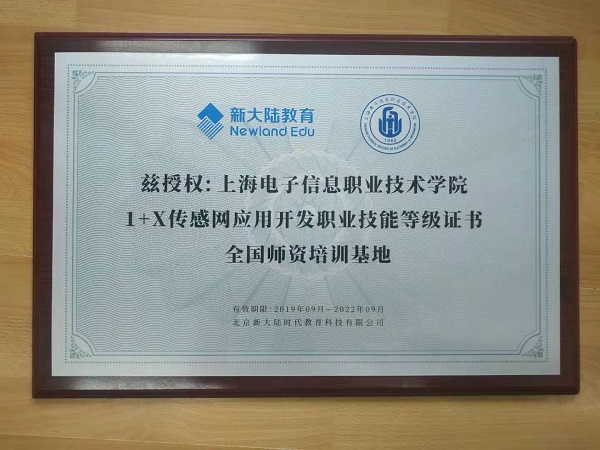 新大陆教育
Newland Edu
1960
兹授权：上海电子信息职业技术学院
1+X传感网应用开发职业技能等级证书
全国师资培训基地
有效期限：2019年09月—2022年09月
北京新大陆时代教育科技有限公司